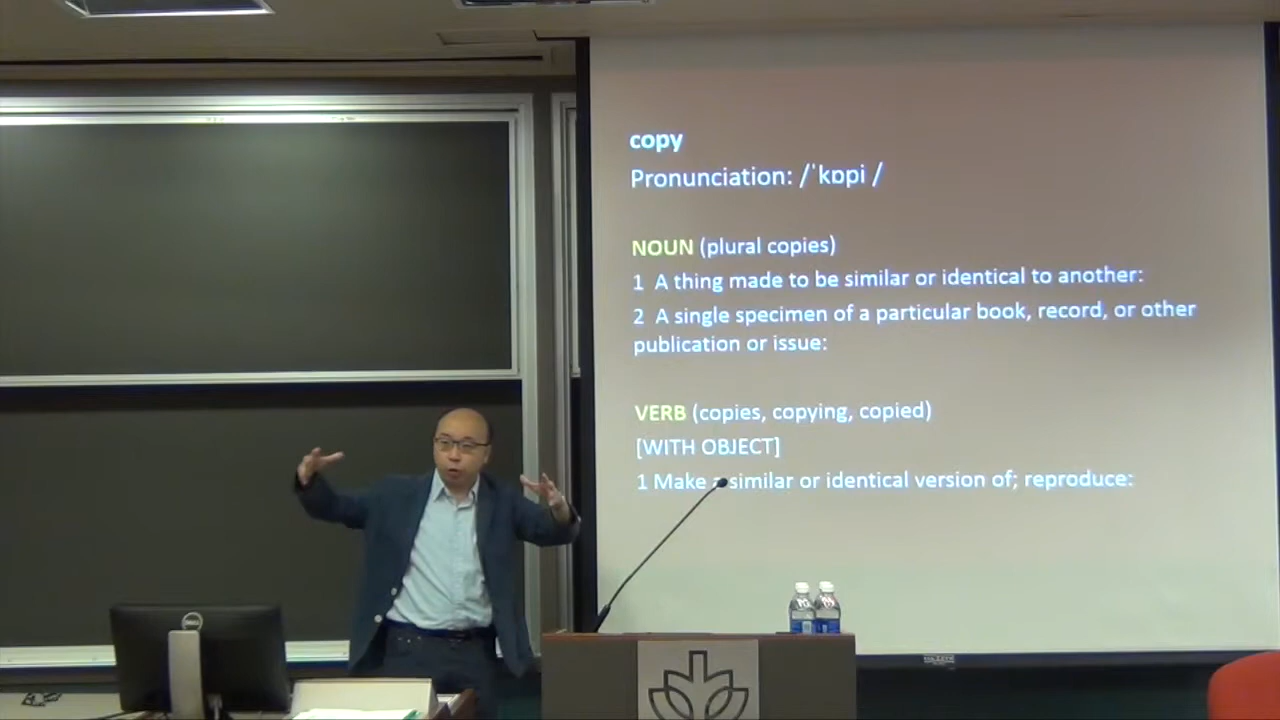 copy
Pronunciation: /ˈkɒpi /
NOUN (plural copies)
1 A thing made to be similar or identical to another:
2 A single specimen of a particular book, record, or other
publication or issue:
VERB (copies, copying, copied)
[WITH OBJECT]
1 Make a similar or identical version of; reproduce:
DELL